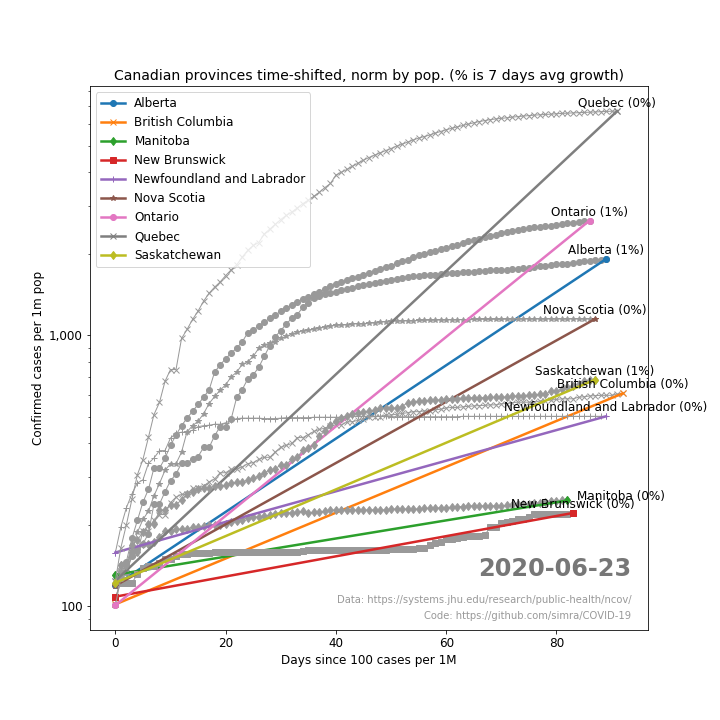 Canadian provinces time-shifted, norm by pop. (% is 7 days avg growth)
Alberta
British Columbia
Manitoba
New Brunswick
Newfoundland and Labrador
Nova Scotia
Ontario
Quebec
Saskatchewan
Quebec (0%)
Ontario (1%)
Alberta (1%)
Nova Scotia (0%)
Saskatchewan (1%)
British Columbia (0%)
Newfoundland and Labrador (0%)
Manitoba (0%)
New Brunswick (0%)
Confirmed cases per 1m pop
1,000
100
2020-06-23
Data: https://systems.jhu.edu/research/public-health/ncov/
Code: https://github.com/simra/COVID-19
0 20 40 60 80
Days since 100 cases per 1M